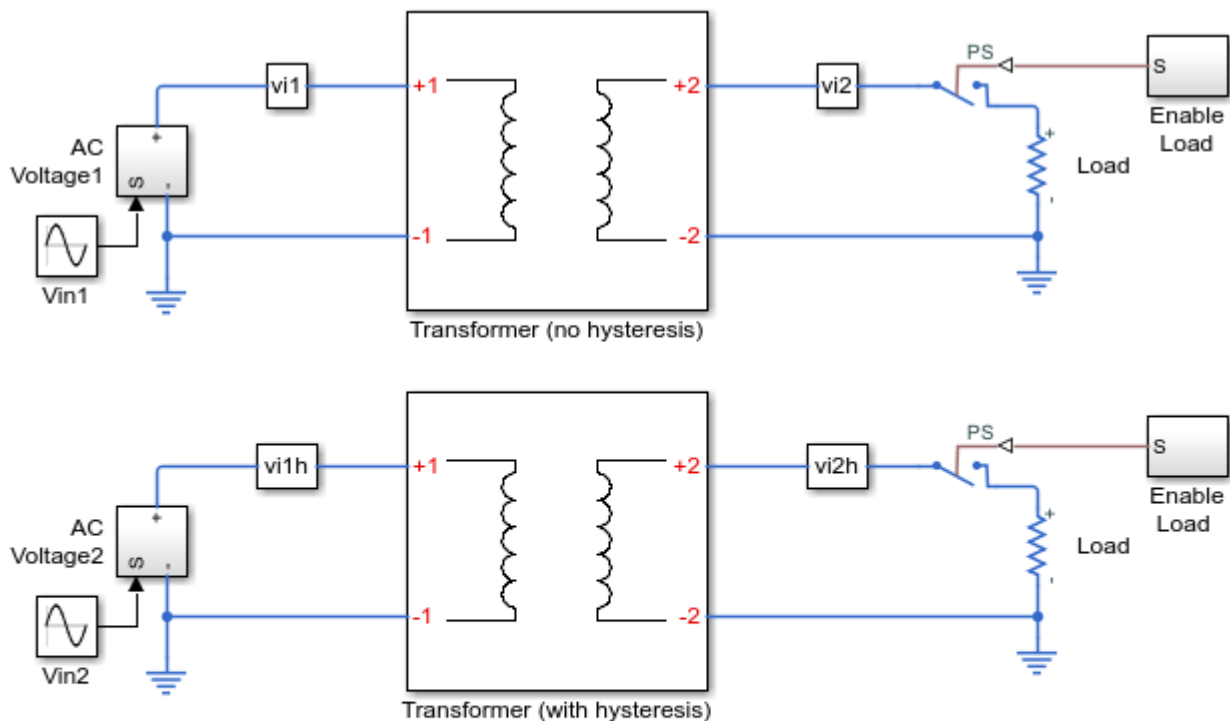 PS
S
vi1
+1
+2
vi2
Enable
Load
AC
Voltage1
+
-
S
+
Load
-
-1
-2
Vin1
Transformer (no hysteresis)
PS
S
vi1h
+1
+2
vi2h
Enable
Load
AC
Voltage2
+
-
S
+
Load
-
-1
-2
Vin2
Transformer (with hysteresis)